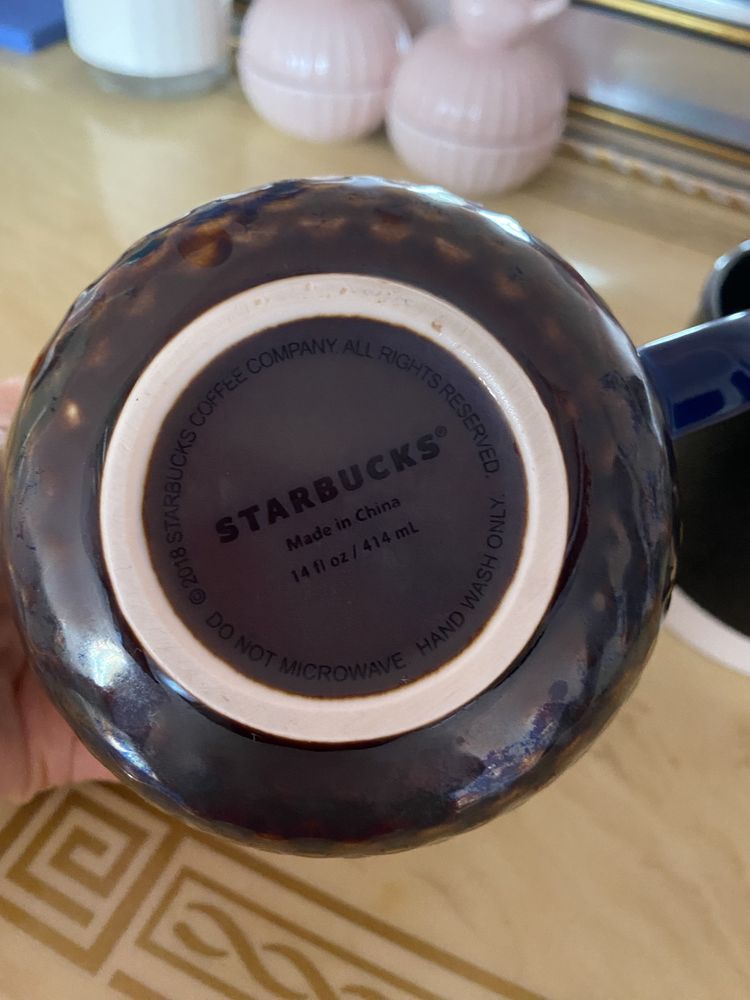 © 2018 STARBUCKS COFFEE COMPANY. ALL RIGHTS RESERVED.
STARBUCKS®
Made in China
14 fl oz / 414 mL
DO NOT MICROWAVE. HAND WASH ONLY.